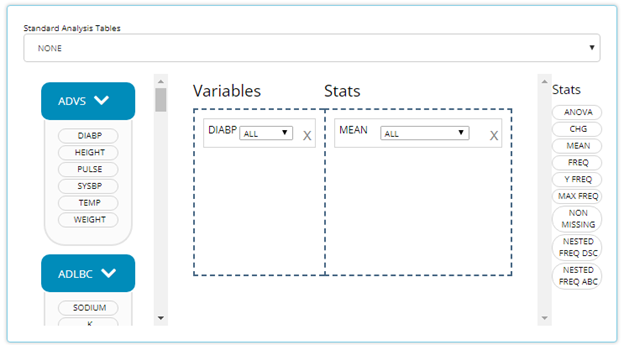 Standard Analysis Tables
NONE
ADVS
DIABP
HEIGHT
PULSE
SYSBP
TEMP
WEIGHT
ADLBC
SODIUM
K
Variables
DIABP ALL X
Stats
MEAN ALL X
Stats
ANOVA
CHG
MEAN
FREQ
Y FREQ
MAX FREQ
NON
MISSING
NESTED
FREQ DSC
NESTED
FREQ ABC